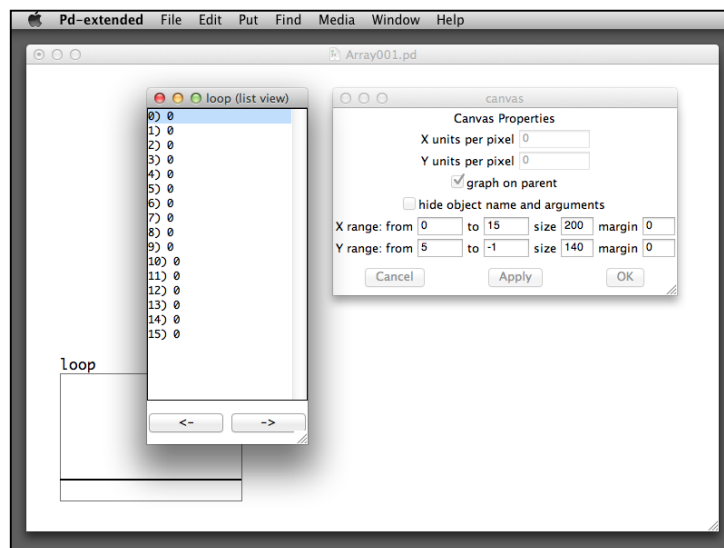 Pd-extended File Edit Put Find Media Window Help
Array001.pd
loop (list view)
0) 0
1) 0
2) 0
3) 0
4) 0
5) 0
6) 0
7) 0
8) 0
9) 0
10) 0
11) 0
12) 0
13) 0
14) 0
15) 0
<- ->
canvas
Canvas Properties
X units per pixel 0
Y units per pixel 0
graph on parent
hide object name and arguments
X range: from 0 to 15 size 200 margin 0
Y range: from 5 to -1 size 140 margin 0
Cancel Apply OK
loop